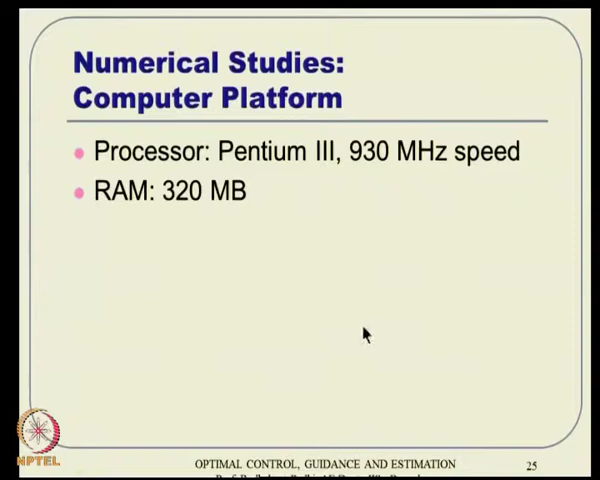 Numerical Studies:
Computer Platform
Processor: Pentium III, 930 MHz speed
RAM: 320 MB
NPTEL
OPTIMAL CONTROL, GUIDANCE AND ESTIMATION
25